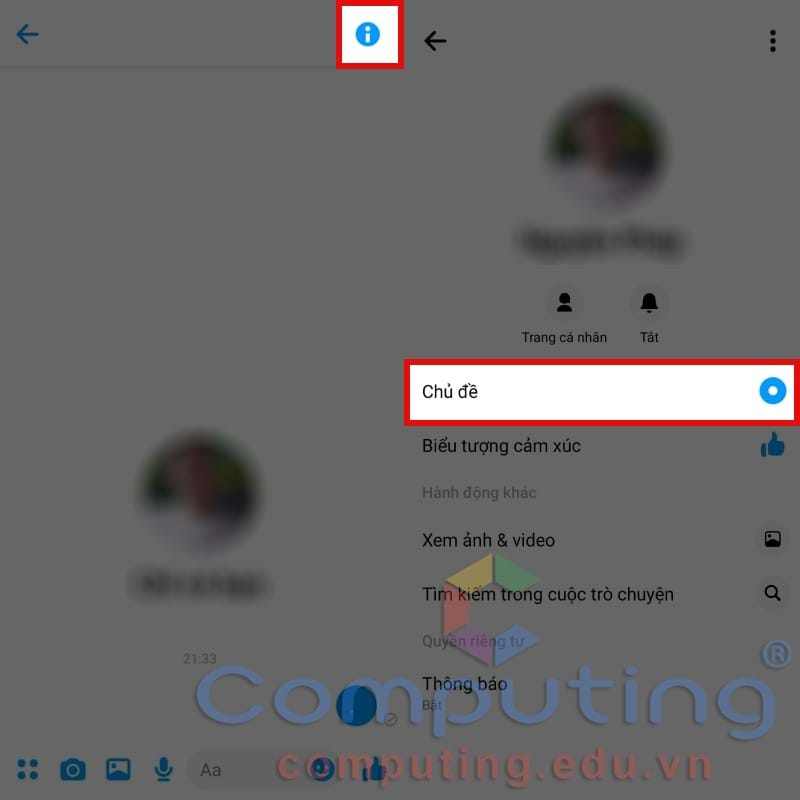 21:33
Aa
Trang cá nhân
Tắt
Chủ đề
Biểu tượng cảm xúc
Hành động khác
Xem ảnh & video
Tìm kiếm trong cuộc trò chuyện
Quyền riêng tư
Thông báo
Bật
Computing®
computing.edu.vn